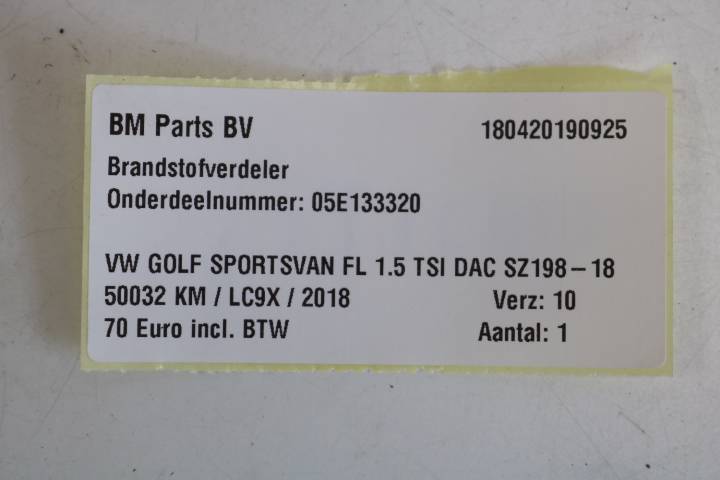 BM Parts BV 180420190925
Brandstofverdeler
Onderdeelnummer: 05E133320
VW GOLF SPORTSVAN FL 1.5 TSI DAC SZ198-18
50032 KM / LC9X / 2018 Verz: 10
70 Euro incl. BTW Aantal: 1